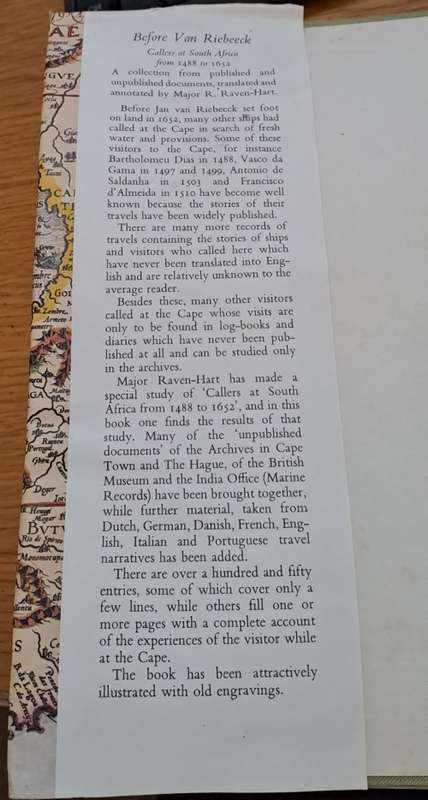 Before Van Riebeeck
Callers at South Africa
from 1488 to 1652
A collection from published and
unpublished documents, translated and
annotated by Major R. Raven-Hart.
Before Jan van Riebeeck set foot
on land in 1652, many other ships had
called at the Cape in search of fresh
water and provisions. Some of these
visitors to the Cape, for instance
Bartholomeu Dias in 1488, Vasco da
Gama in 1497 and 1499, Antonio de
Saldanha in 1503 and Francisco
d'Almeida in 1510 have become well
known because the stories of their
travels have been widely published.
There are many more records of
travels containing the stories of ships
and visitors who called here which
have never been translated into Eng-
lish and are relatively unknown to the
average reader.
Besides these, many other visitors
called at the Cape whose visits are
only to be found in log-books and
diaries which have never been pub-
lished at all and can be studied only
in the archives.
Major Raven-Hart has made a
special study of 'Callers at South
Africa from 1488 to 1652', and in this
book one finds the results of that
study. Many of the 'unpublished
documents' of the Archives in Cape
Town and The Hague, of the British
Museum and the India Office (Marine
Records) have been brought together,
while further material, taken from
Dutch, German, Danish, French, Eng-
lish, Italian and Portuguese travel
narratives has been added.
There are over a hundred and fifty
entries, some of which cover only a
few lines, while others fill one or
more pages with a complete account
of the experiences of the visitor while
at the Cape.
The book has been attractively
illustrated with old engravings.